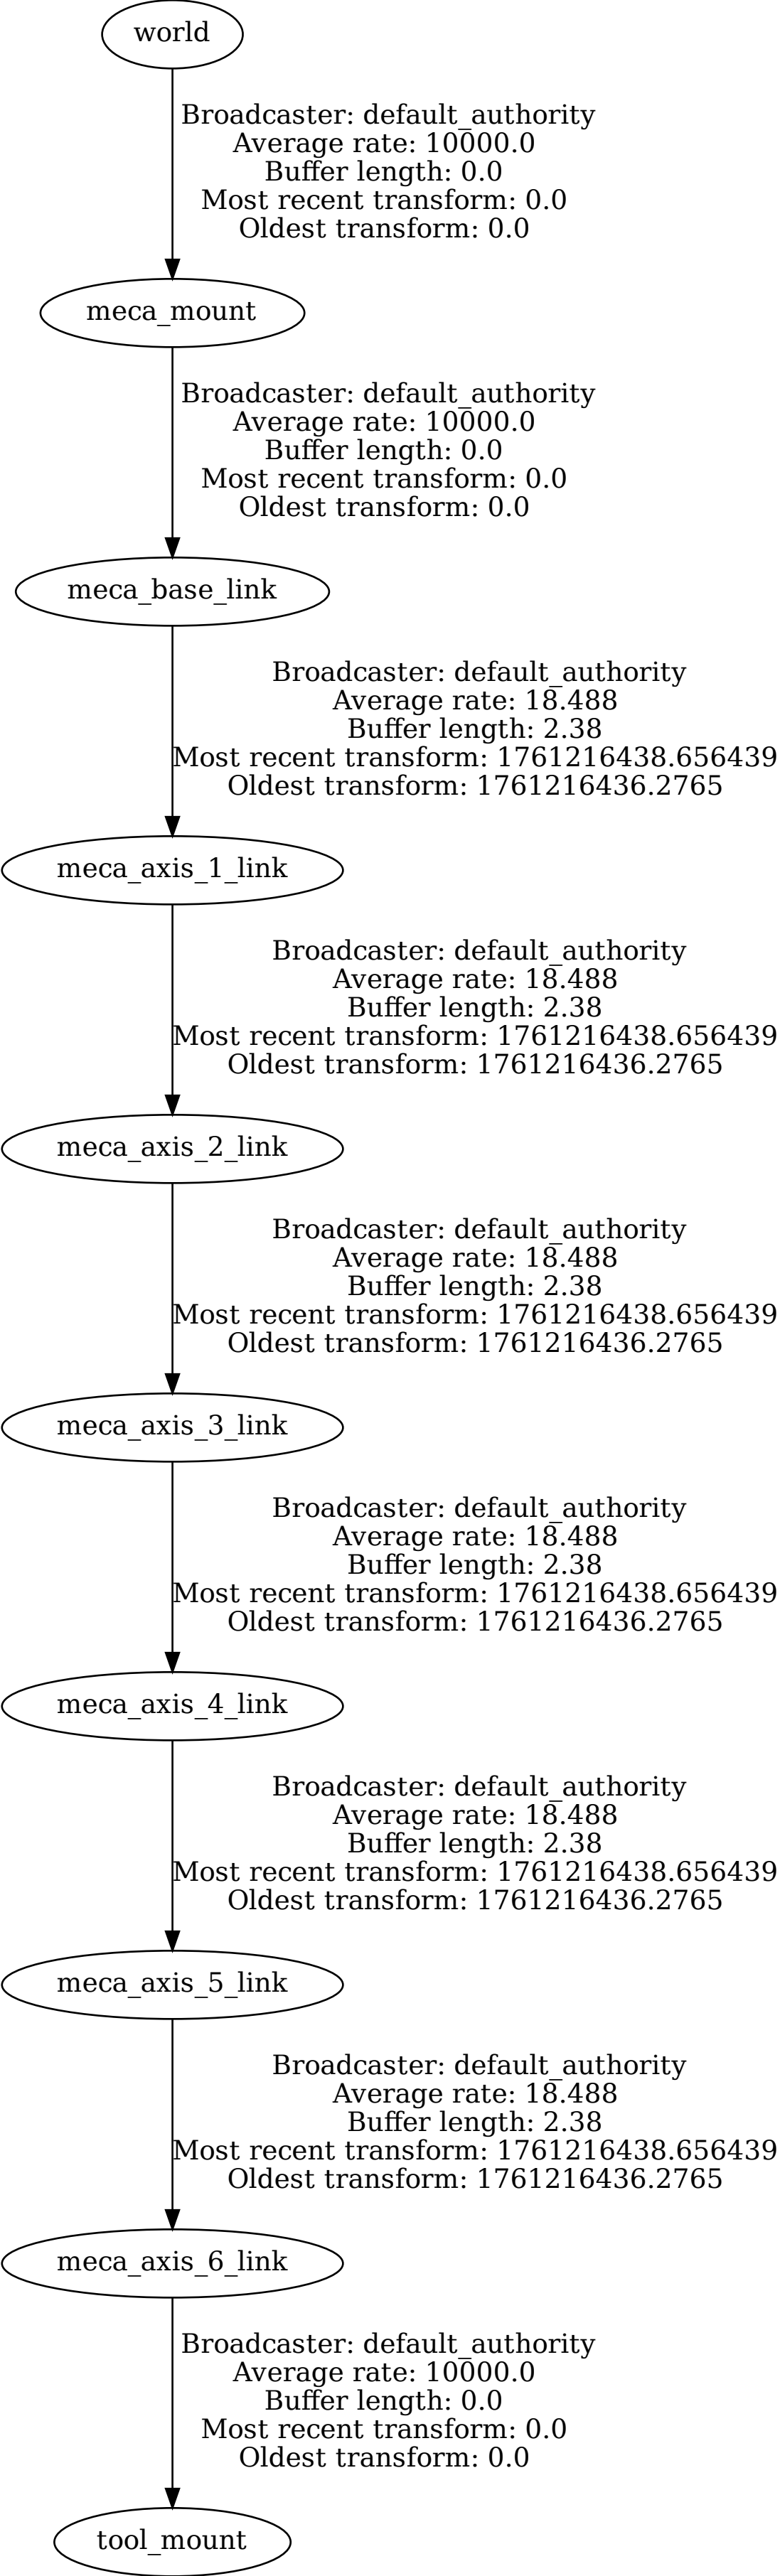 world
Broadcaster: default_authority
Average rate: 10000.0
Buffer length: 0.0
Most recent transform: 0.0
Oldest transform: 0.0
meca_mount
Broadcaster: default_authority
Average rate: 10000.0
Buffer length: 0.0
Most recent transform: 0.0
Oldest transform: 0.0
meca_base_link
Broadcaster: default_authority
Average rate: 18.488
Buffer length: 2.38
Most recent transform: 1761216438.656439
Oldest transform: 1761216436.2765
meca_axis_1_link
Broadcaster: default_authority
Average rate: 18.488
Buffer length: 2.38
Most recent transform: 1761216438.656439
Oldest transform: 1761216436.2765
meca_axis_2_link
Broadcaster: default_authority
Average rate: 18.488
Buffer length: 2.38
Most recent transform: 1761216438.656439
Oldest transform: 1761216436.2765
meca_axis_3_link
Broadcaster: default_authority
Average rate: 18.488
Buffer length: 2.38
Most recent transform: 1761216438.656439
Oldest transform: 1761216436.2765
meca_axis_4_link
Broadcaster: default_authority
Average rate: 18.488
Buffer length: 2.38
Most recent transform: 1761216438.656439
Oldest transform: 1761216436.2765
meca_axis_5_link
Broadcaster: default_authority
Average rate: 18.488
Buffer length: 2.38
Most recent transform: 1761216438.656439
Oldest transform: 1761216436.2765
meca_axis_6_link
Broadcaster: default_authority
Average rate: 10000.0
Buffer length: 0.0
Most recent transform: 0.0
Oldest transform: 0.0
tool_mount